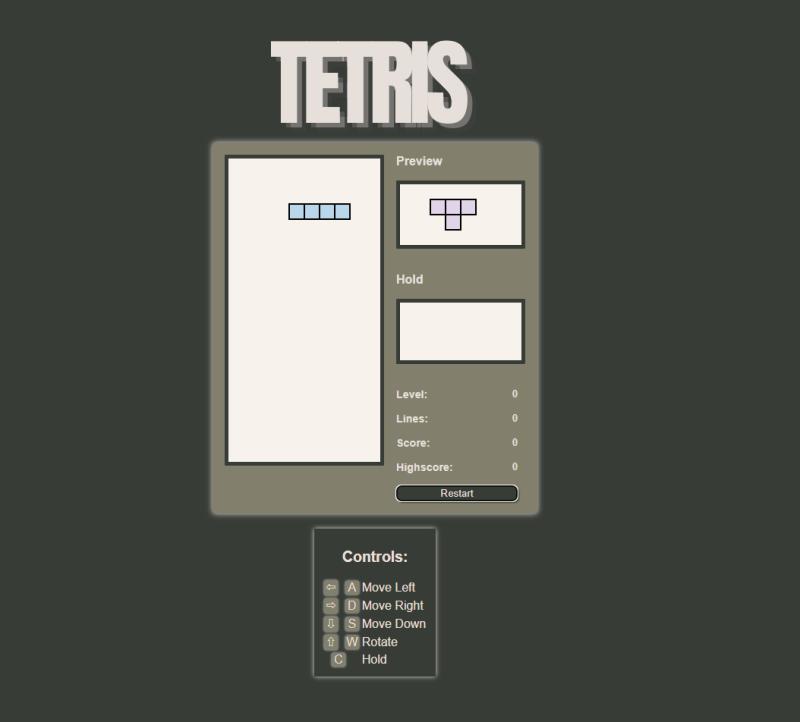 TETRIS
Preview
Hold
Level: 0
Lines: 0
Score: 0
Highscore: 0
Restart
Controls:
⇦ A Move Left
⇨ D Move Right
⇩ S Move Down
⇧ W Rotate
C Hold